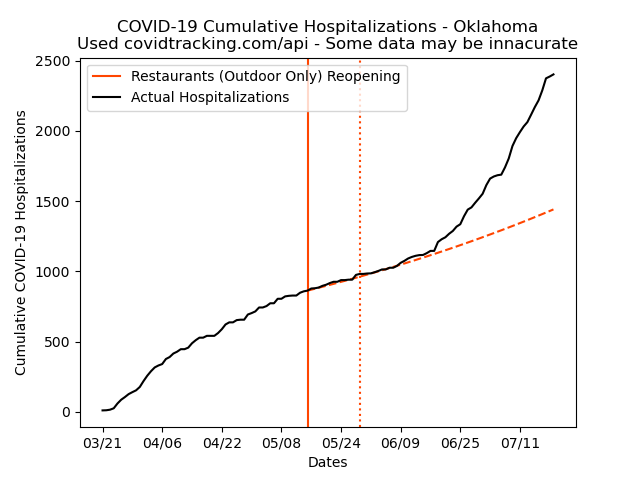 COVID-19 Cumulative Hospitalizations - Oklahoma
Used covidtracking.com/api - Some data may be innacurate
Restaurants (Outdoor Only) Reopening
Actual Hospitalizations
Cumulative COVID-19 Hospitalizations
2500
2000
1500
1000
500
0
03/21 04/06 04/22 05/08 05/24 06/09 06/25 07/11
Dates